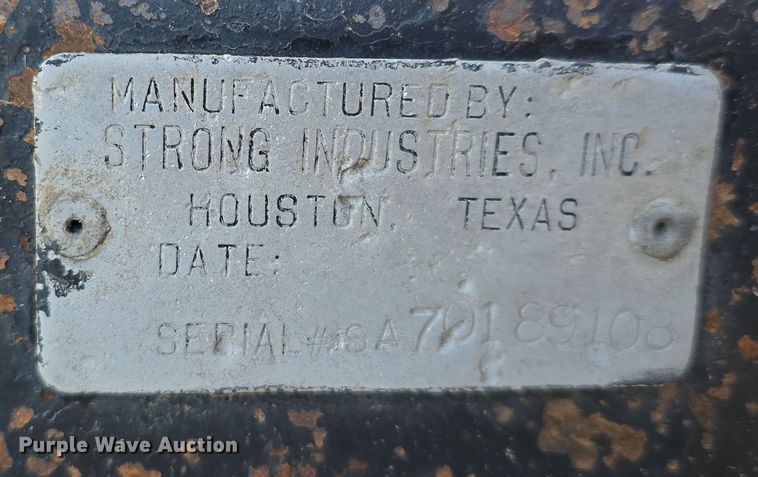 MANUFACTURED BY:
STRONG INDUSTRIES, INC.
HOUSTON, TEXAS
DATE:
SERIAL# SA70189108
Purple Wave Auction